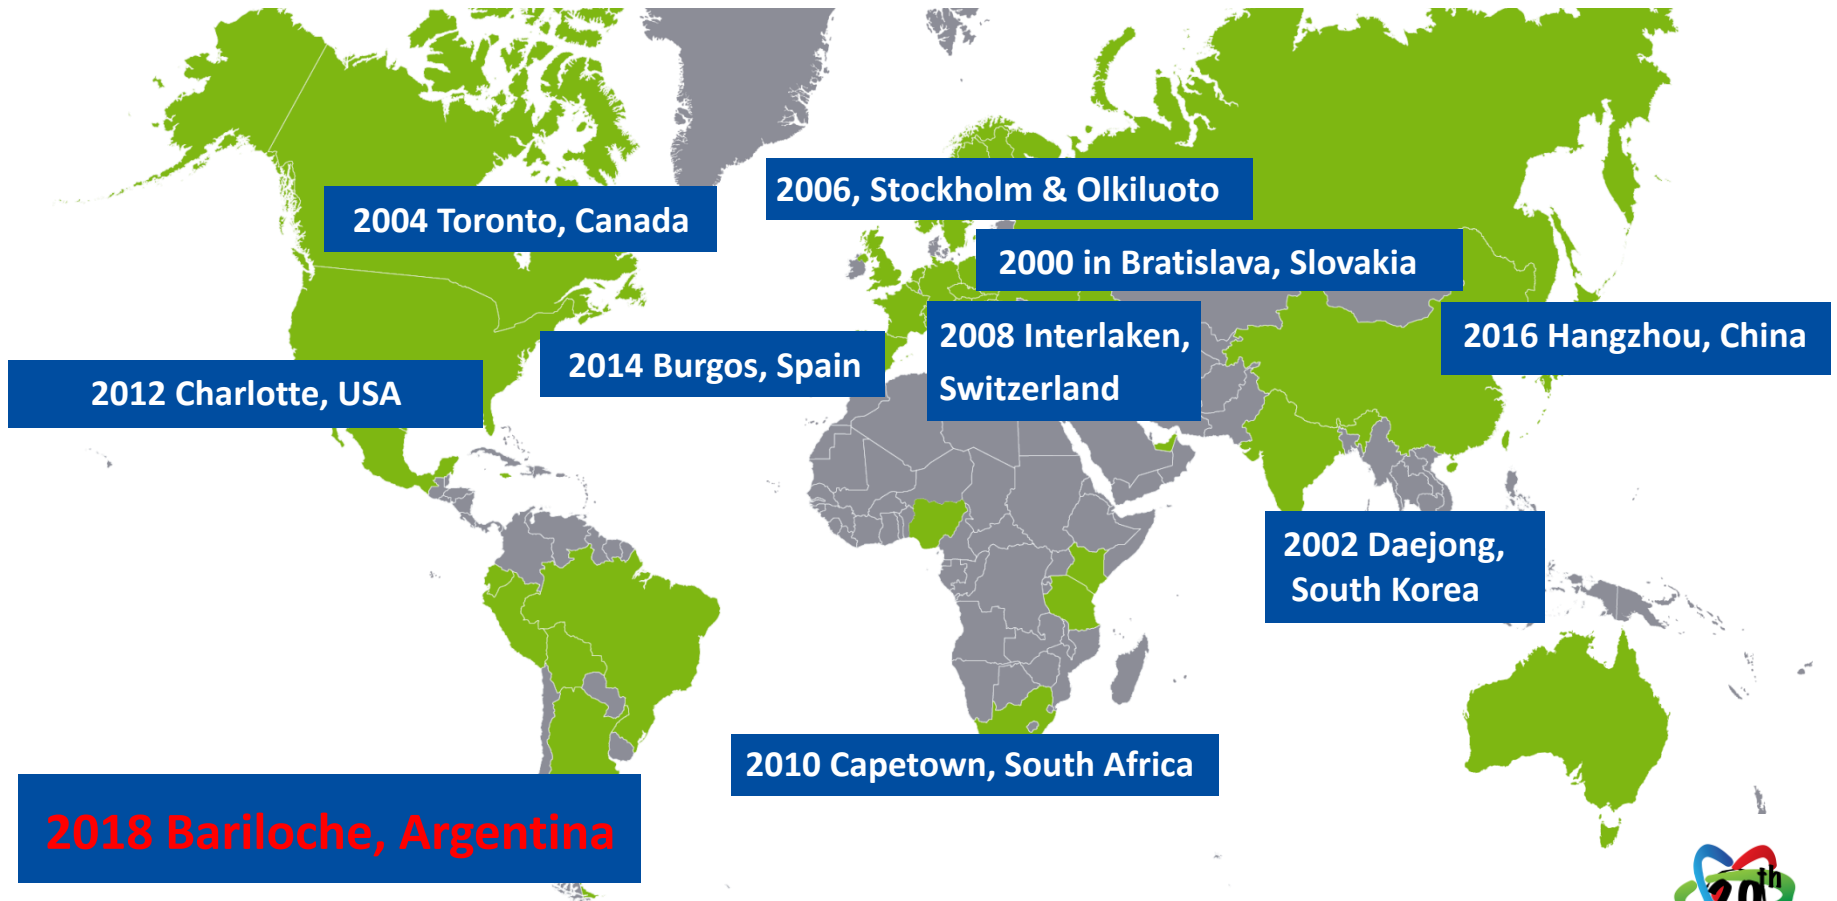 2006, Stockholm & Olkiluoto
2004 Toronto, Canada
2000 in Bratislava, Slovakia
2008 Interlaken,
Switzerland
2016 Hangzhou, China
2014 Burgos, Spain
2012 Charlotte, USA
2002 Daejong,
South Korea
2010 Capetown, South Africa
2018 Bariloche, Argentina
20th